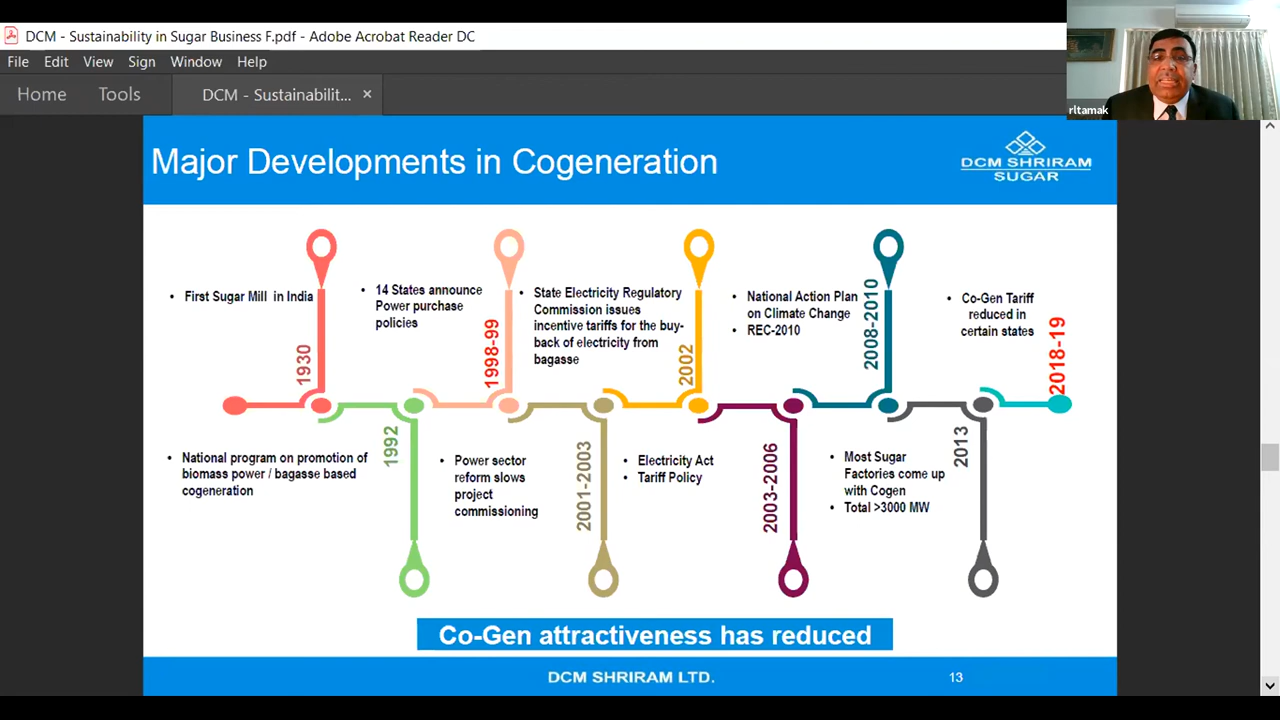 DCM - Sustainability in Sugar Business F.pdf - Adobe Acrobat Reader DC
File Edit View Sign Window Help
Home Tools DCM - Sustainabilit... ×
rltamak
Major Developments in Cogeneration
DCM SHRIRAM
SUGAR
• First Sugar Mill in India
1930
• 14 States announce
Power purchase
policies
1998-99
• State Electricity Regulatory
Commission issues
incentive tariffs for the buy-
back of electricity from
bagasse
2002
• National Action Plan
on Climate Change
• REC-2010
2008-2010
• Co-Gen Tariff
reduced in
certain states
2018-19
• National program on promotion of
biomass power / bagasse based
cogeneration
1992
• Power sector
reform slows
project
commissioning
2001-2003
• Electricity Act
• Tariff Policy
2003-2006
• Most Sugar
Factories come up
with Cogen
• Total >3000 MW
2013
Co-Gen attractiveness has reduced
DCM SHRIRAM LTD.
13